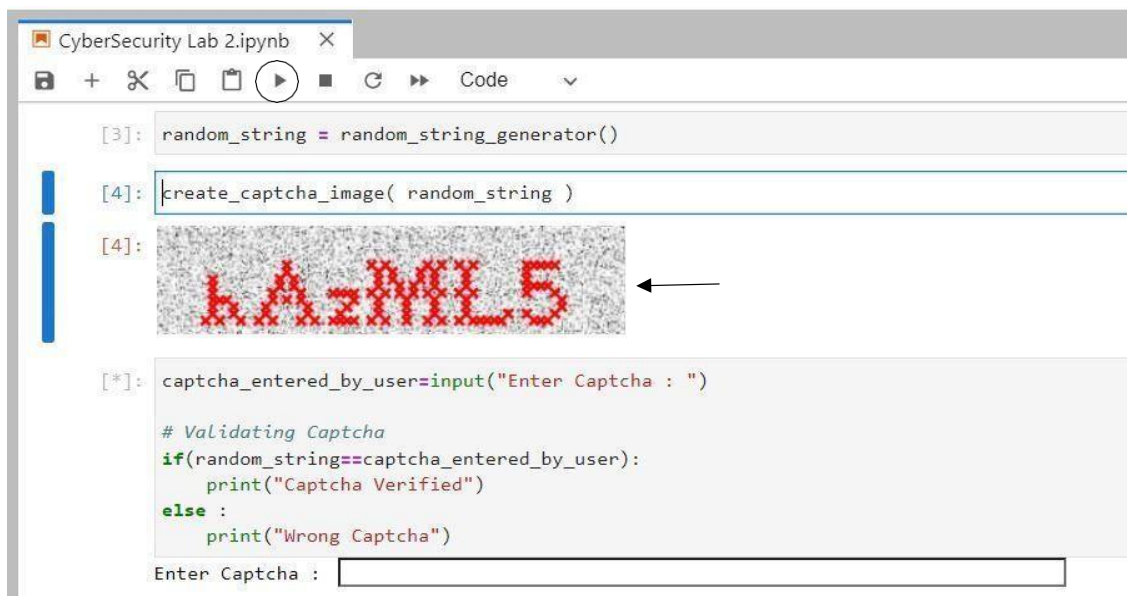 CyberSecurity Lab 2.ipynb
Code
[3]: random_string = random_string_generator()
[4]: create_captcha_image( random_string )
[4]:
hAzML5
[*]: captcha_entered_by_user=input("Enter Captcha : ")
# Validating Captcha
if(random_string==captcha_entered_by_user):
print("Captcha Verified")
else :
print("Wrong Captcha")
Enter Captcha :